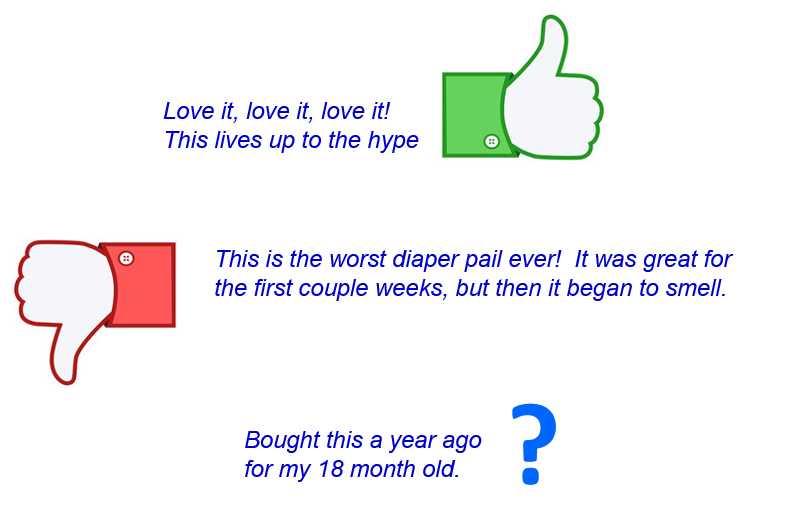 Love it, love it, love it!
This lives up to the hype
This is the worst diaper pail ever!  It was great for
the first couple weeks, but then it began to smell.
Bought this a year ago
for my 18 month old.
?